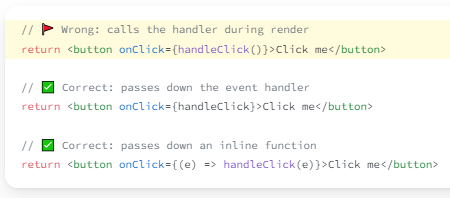 // 🚩 Wrong: calls the handler during render
return <button onClick={handleClick()}>Click me</button>
// ✅ Correct: passes down the event handler
return <button onClick={handleClick}>Click me</button>
// ✅ Correct: passes down an inline function
return <button onClick={(e) => handleClick(e)}>Click me</button>